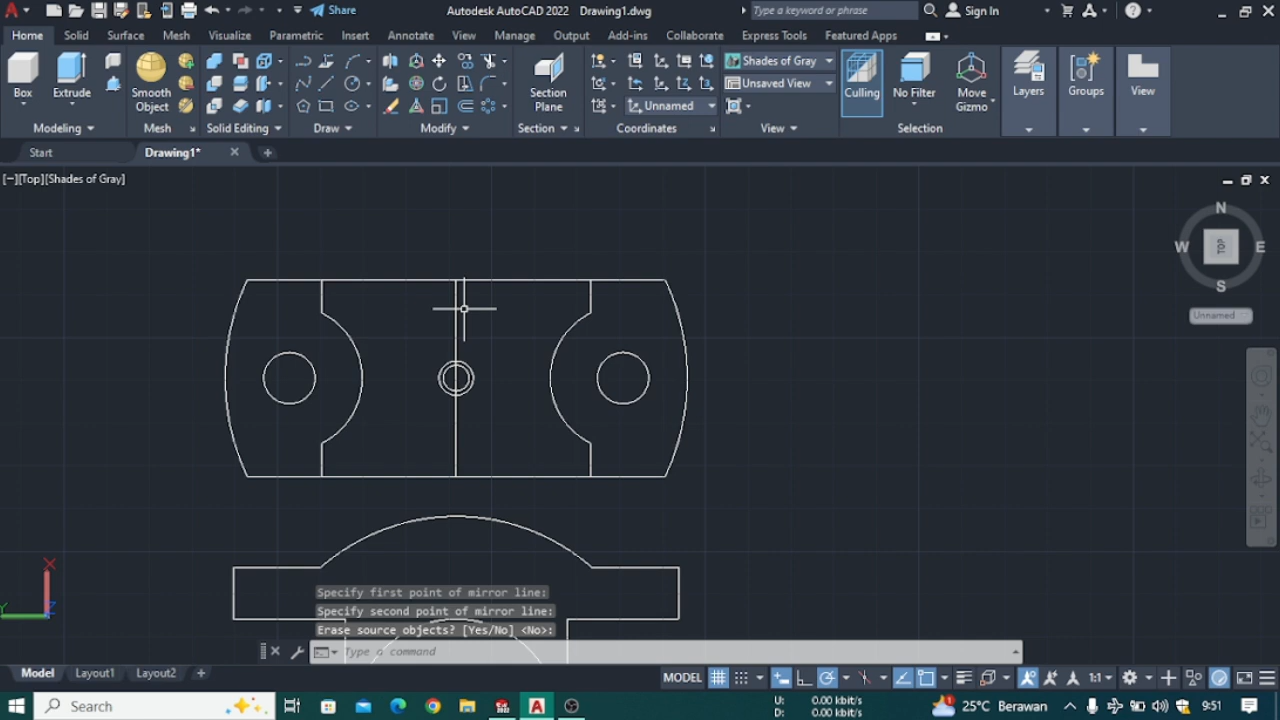 Share
Autodesk AutoCAD 2022 Drawing1.dwg
Type a keyword or phrase
Sign In
Home Solid Surface Mesh Visualize Parametric Insert Annotate View Manage Output Add-ins Collaborate Express Tools Featured Apps
Box
Extrude
Smooth
Object
Section
Plane
Unnamed
Shades of Gray
Unsaved View
Culling
No Filter
Move
Gizmo
Layers
Groups
View
Modeling
Mesh
Solid Editing
Draw
Modify
Section
Coordinates
View
Selection
Start
Drawing1*
[−][Top][Shades of Gray]
N
W
TOP
E
S
Unnamed
X
Y
Z
Specify first point of mirror line:
Specify second point of mirror line:
Erase source objects? [Yes/No] <No>:
Type a command
Model Layout1 Layout2 +
MODEL
1:1
Search
U: 0.00 kbit/s
D: 0.00 kbit/s
25°C Berawan
9:51